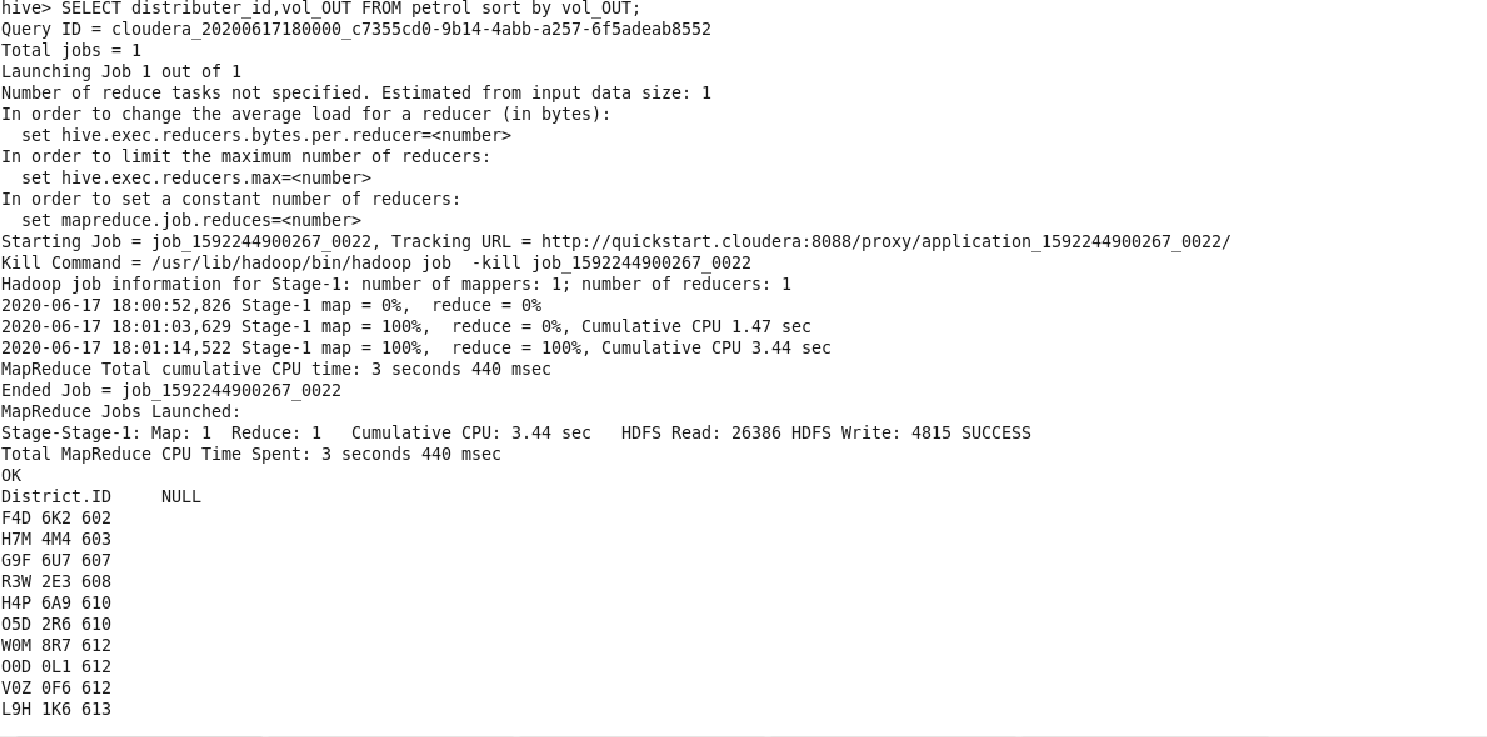 hive> SELECT distributer_id,vol_OUT FROM petrol sort by vol_OUT;
Query ID = cloudera_20200617180000_c7355cd0-9b14-4abb-a257-6f5adeab8552
Total jobs = 1
Launching Job 1 out of 1
Number of reduce tasks not specified. Estimated from input data size: 1
In order to change the average load for a reducer (in bytes):
  set hive.exec.reducers.bytes.per.reducer=<number>
In order to limit the maximum number of reducers:
  set hive.exec.reducers.max=<number>
In order to set a constant number of reducers:
  set mapreduce.job.reduces=<number>
Starting Job = job_1592244900267_0022, Tracking URL = http://quickstart.cloudera:8088/proxy/application_1592244900267_0022/
Kill Command = /usr/lib/hadoop/bin/hadoop job  -kill job_1592244900267_0022
Hadoop job information for Stage-1: number of mappers: 1; number of reducers: 1
2020-06-17 18:00:52,826 Stage-1 map = 0%,  reduce = 0%
2020-06-17 18:01:03,629 Stage-1 map = 100%,  reduce = 0%, Cumulative CPU 1.47 sec
2020-06-17 18:01:14,522 Stage-1 map = 100%,  reduce = 100%, Cumulative CPU 3.44 sec
MapReduce Total cumulative CPU time: 3 seconds 440 msec
Ended Job = job_1592244900267_0022
MapReduce Jobs Launched:
Stage-Stage-1: Map: 1  Reduce: 1   Cumulative CPU: 3.44 sec   HDFS Read: 26386 HDFS Write: 4815 SUCCESS
Total MapReduce CPU Time Spent: 3 seconds 440 msec
OK
District.ID     NULL
F4D 6K2 602
H7M 4M4 603
G9F 6U7 607
R3W 2E3 608
H4P 6A9 610
O5D 2R6 610
W0M 8R7 612
O0D 0L1 612
V0Z 0F6 612
L9H 1K6 613